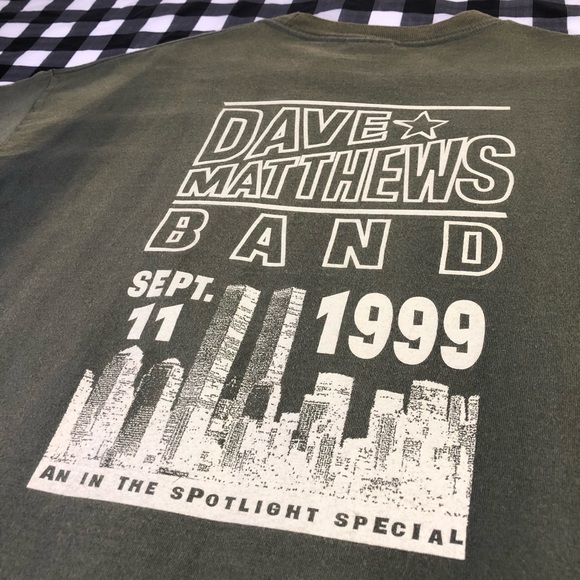 DAVE☆
MATTHEWS
BAND
SEPT.
11
1999
AN IN THE SPOTLIGHT SPECIAL